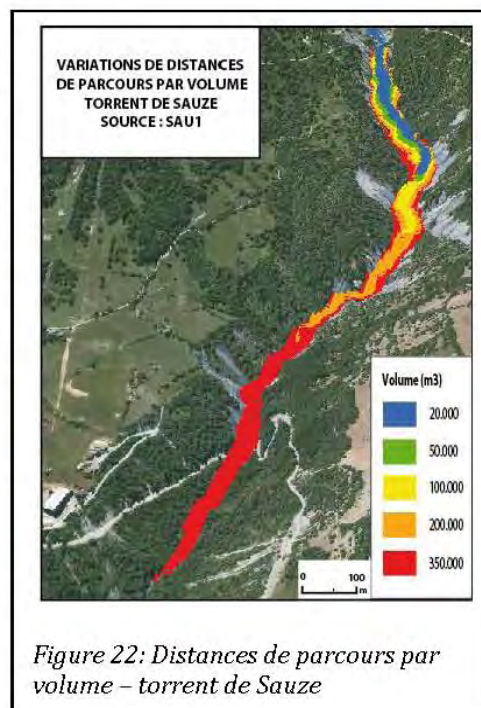 VARIATIONS DE DISTANCES
DE PARCOURS PAR VOLUME
TORRENT DE SAUZE
SOURCE : SAU1
Volume (m3)
20.000
50.000
100.000
200.000
350.000
0 100
m
Figure 22: Distances de parcours par
volume – torrent de Sauze